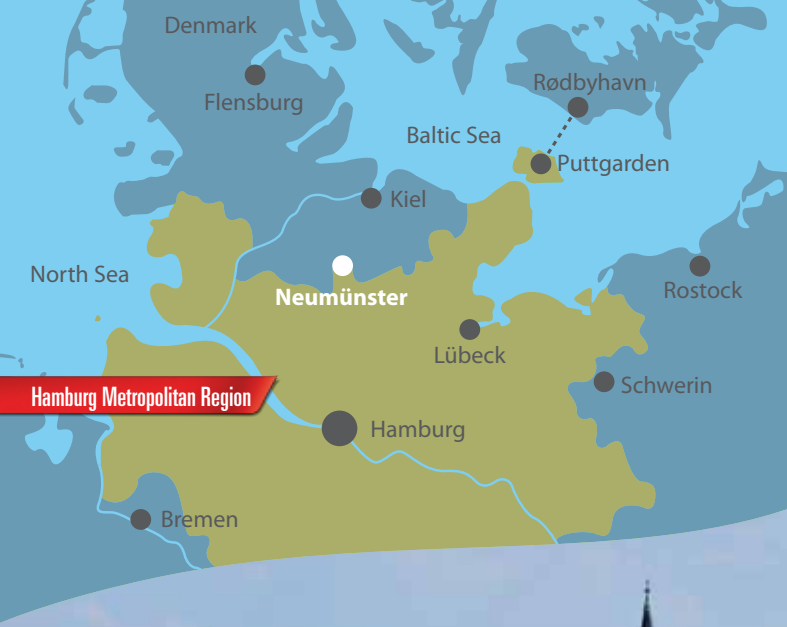 Denmark
Flensburg
Rødbyhavn
Baltic Sea
Puttgarden
Kiel
North Sea
Neumünster
Rostock
Lübeck
Schwerin
Hamburg Metropolitan Region
Hamburg
Bremen